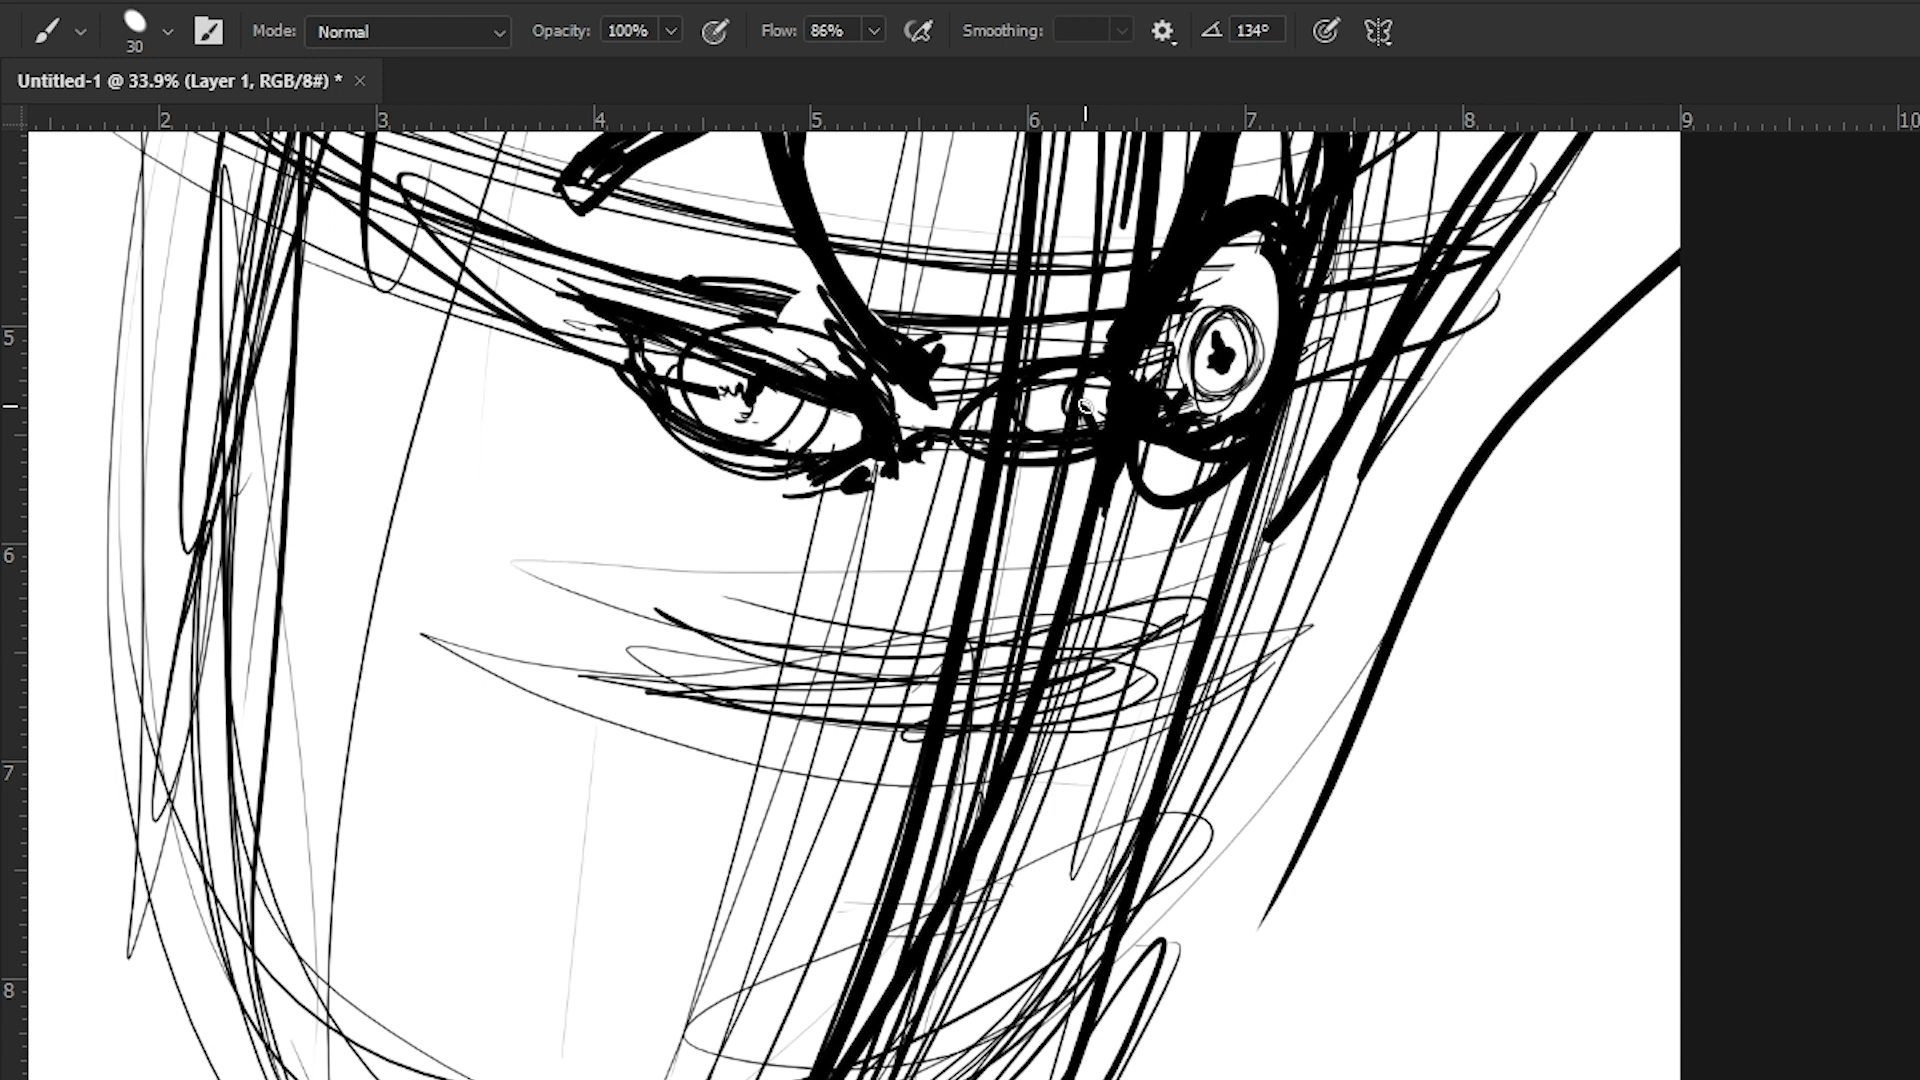 30
Mode: Normal Opacity: 100% Flow: 86% Smoothing: 134°
Untitled-1 @ 33.9% (Layer 1, RGB/8#) *
2 3 4 5 6 7 8 9 10
5
6
7
8